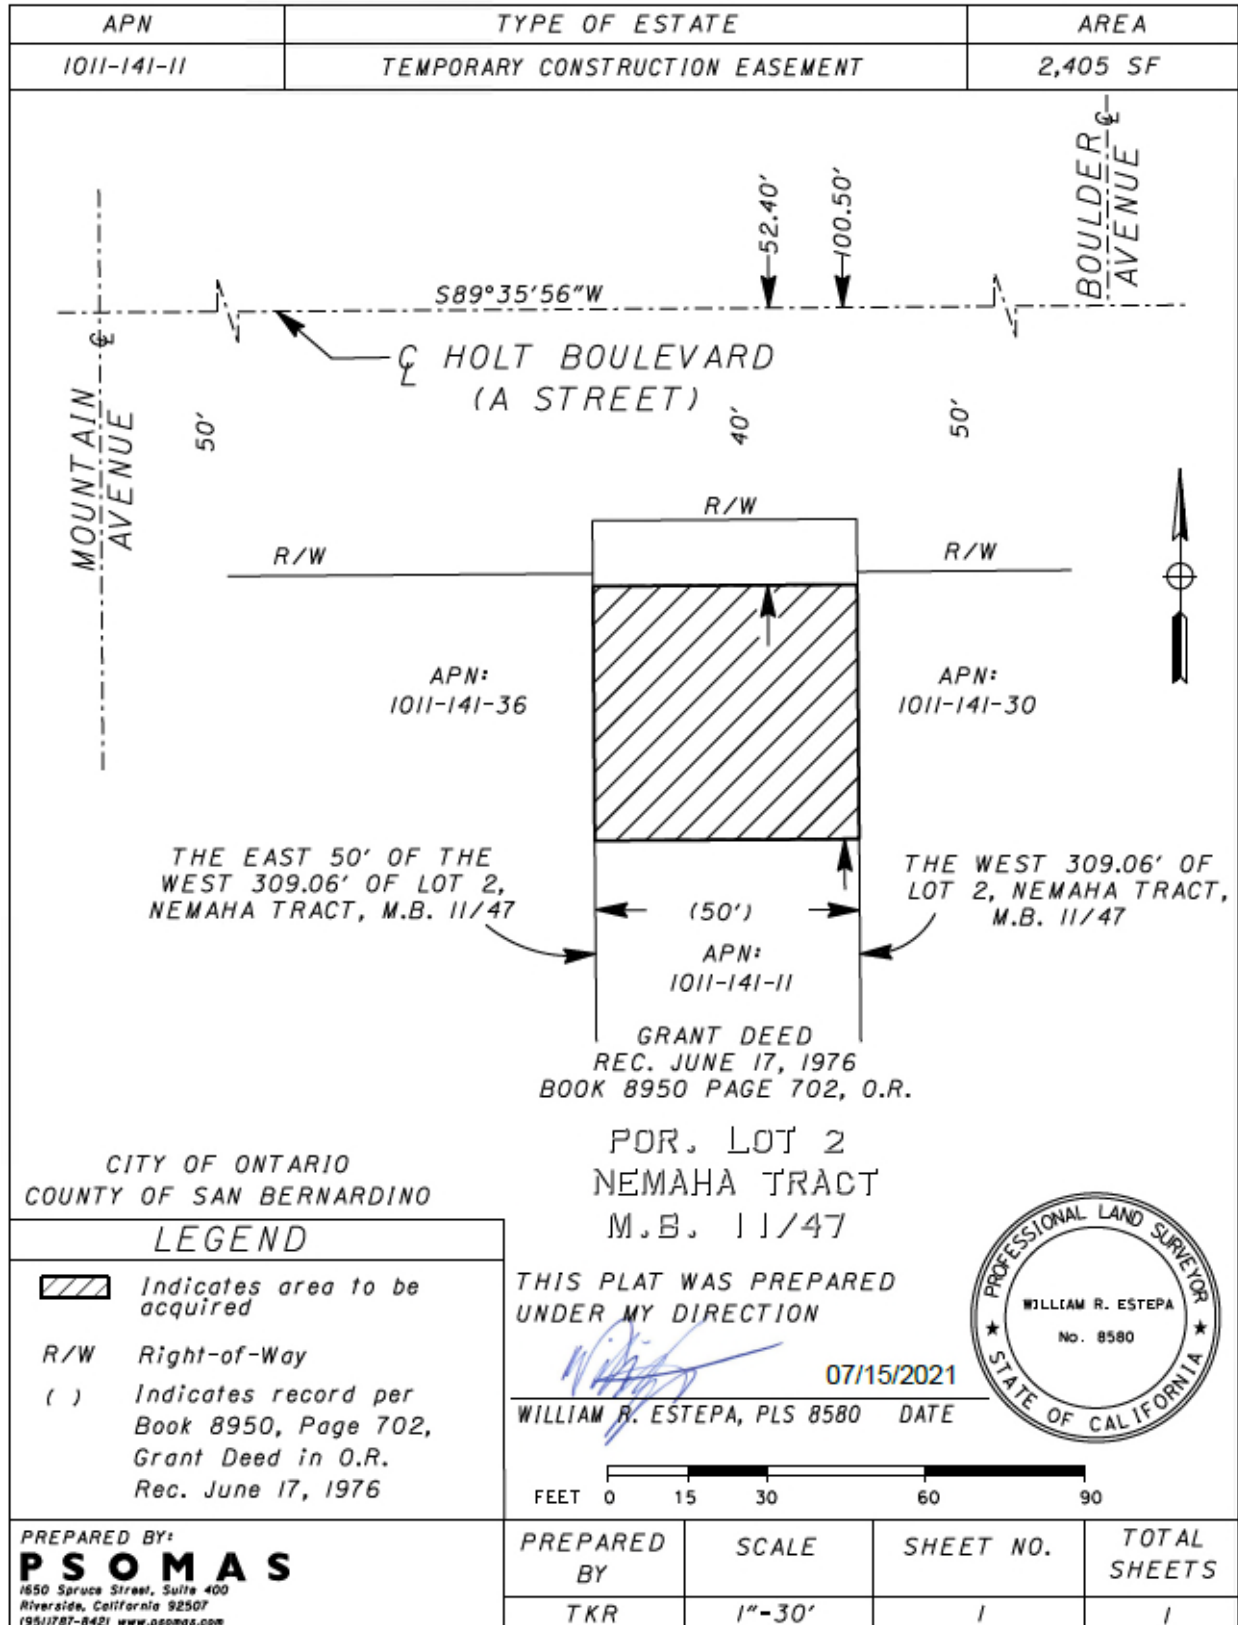 APN TYPE OF ESTATE AREA
1011-141-11 TEMPORARY CONSTRUCTION EASEMENT 2,405 SF
BOULDER
AVENUE
℄
52.40'
100.50'
S89°35'56"W
℄ HOLT BOULEVARD
(A STREET)
℄
MOUNTAIN
AVENUE
50'
40'
50'
R/W
R/W
R/W
APN:
1011-141-36
APN:
1011-141-30
THE EAST 50' OF THE
WEST 309.06' OF LOT 2,
NEMAHA TRACT, M.B. 11/47
THE WEST 309.06' OF
LOT 2, NEMAHA TRACT,
M.B. 11/47
(50')
APN:
1011-141-11
GRANT DEED
REC. JUNE 17, 1976
BOOK 8950 PAGE 702, O.R.
POR. LOT 2
NEMAHA TRACT
M.B. 11/47
CITY OF ONTARIO
COUNTY OF SAN BERNARDINO
LEGEND
Indicates area to be
acquired
R/W Right-of-Way
( ) Indicates record per
Book 8950, Page 702,
Grant Deed in O.R.
Rec. June 17, 1976
THIS PLAT WAS PREPARED
UNDER MY DIRECTION
07/15/2021
WILLIAM R. ESTEPA, PLS 8580 DATE
PROFESSIONAL LAND SURVEYOR
WILLIAM R. ESTEPA
No. 8580
★ STATE OF CALIFORNIA ★
FEET 0 15 30 60 90
PREPARED BY:
PSOMAS
1650 Spruce Street, Suite 400
Riverside, California 92507
(951)787-8421 www.psomas.com
PREPARED
BY
SCALE
SHEET NO.
TOTAL
SHEETS
TKR 1"-30' 1 1